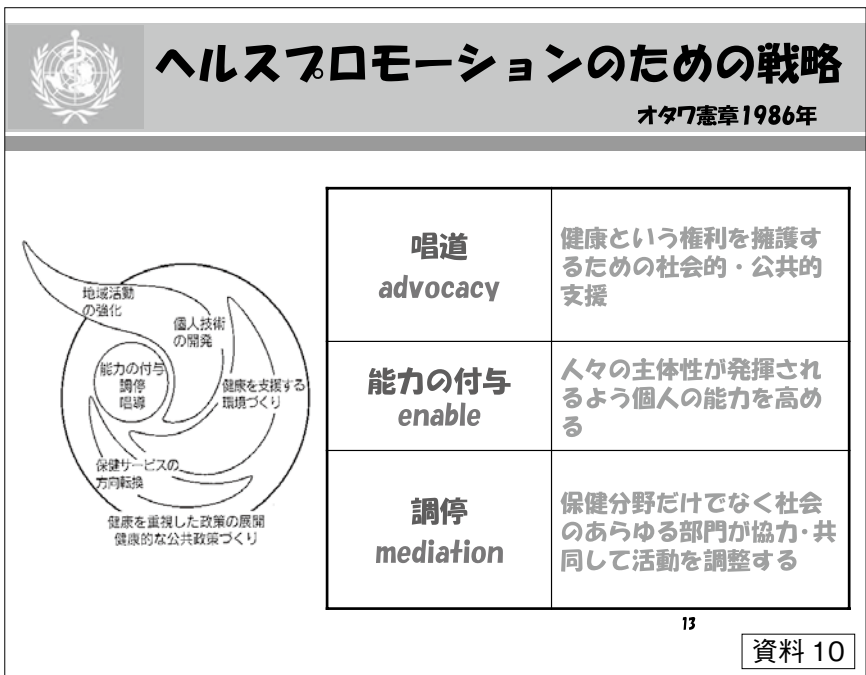 ヘルスプロモーションのための戦略
オタワ憲章1986年
地域活動
の強化
個人技術
の開発
能力の付与
調停
唱導
健康を支援する
環境づくり
保健サービスの
方向転換
健康を重視した政策の展開
健康的な公共政策づくり
唱道
advocacy
健康という権利を擁護す
るための社会的・公共的
支援
能力の付与
enable
人々の主体性が発揮され
るよう個人の能力を高め
る
調停
mediation
保健分野だけでなく社会
のあらゆる部門が協力・共
同して活動を調整する
13
資料 10